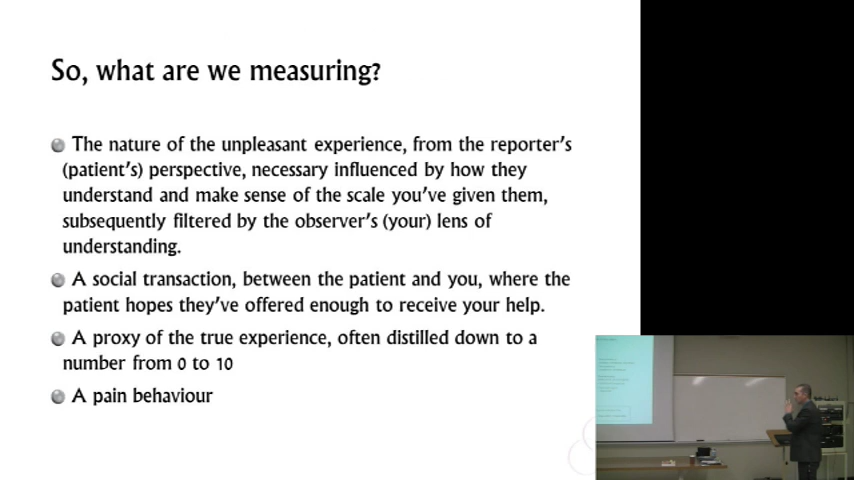 So, what are we measuring?
The nature of the unpleasant experience, from the reporter's
(patient's) perspective, necessary influenced by how they
understand and make sense of the scale you've given them,
subsequently filtered by the observer's (your) lens of
understanding.
A social transaction, between the patient and you, where the
patient hopes they've offered enough to receive your help.
A proxy of the true experience, often distilled down to a
number from 0 to 10
A pain behaviour